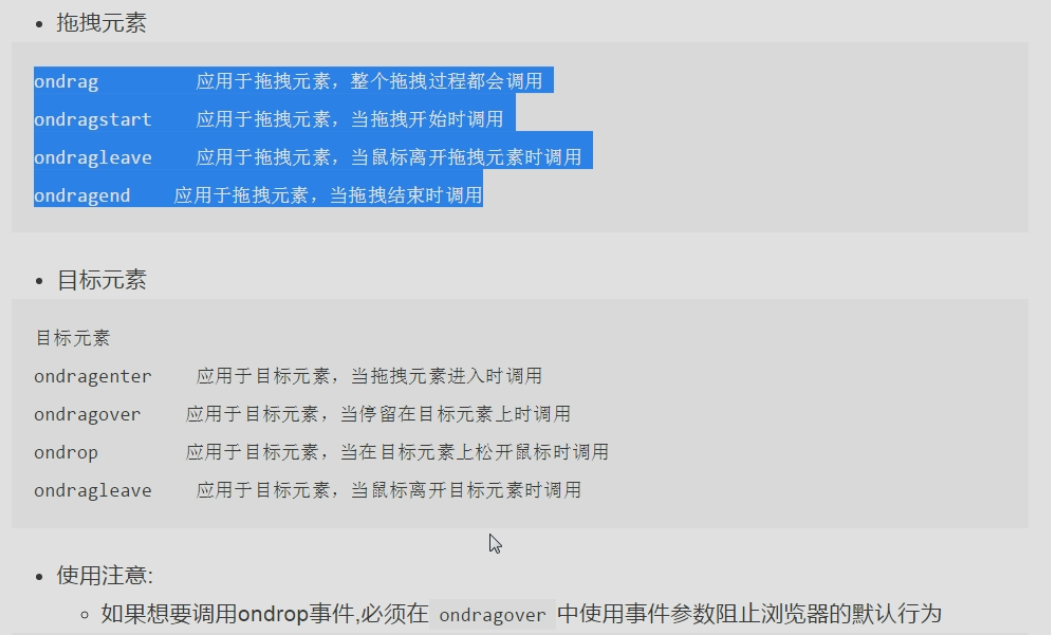 拖拽元素
ondrag 应用于拖拽元素，整个拖拽过程都会调用
ondragstart 应用于拖拽元素，当拖拽开始时调用
ondragleave 应用于拖拽元素，当鼠标离开拖拽元素时调用
ondragend 应用于拖拽元素，当拖拽结束时调用
目标元素
目标元素
ondragenter 应用于目标元素，当拖拽元素进入时调用
ondragover 应用于目标元素，当停留在目标元素上时调用
ondrop 应用于目标元素，当在目标元素上松开鼠标时调用
ondragleave 应用于目标元素，当鼠标离开目标元素时调用
使用注意:
如果想要调用ondrop事件,必须在 ondragover 中使用事件参数阻止浏览器的默认行为